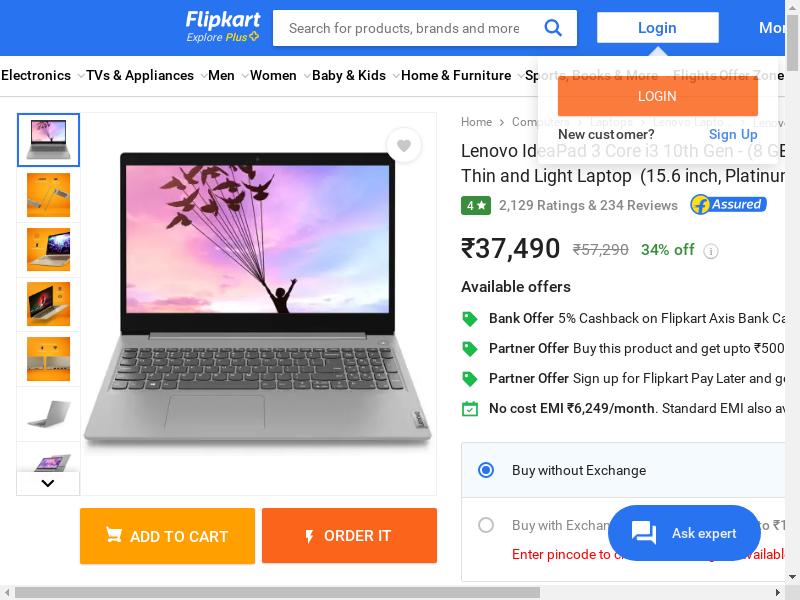 Flipkart
Explore Plus
Search for products, brands and more
Login
Mor
Electronics
TVs & Appliances
Men
Women
Baby & Kids
Home & Furniture
Sports, Books & More
Flights
Offer Zone
LOGIN
New customer?
Sign Up
Home
Computers
Laptops
Lenovo Lapto...
Lenov
Lenovo IdeaPad 3 Core i3 10th Gen - (8 GE
Thin and Light Laptop (15.6 inch, Platinur
4
2,129 Ratings & 234 Reviews
Assured
₹37,490
₹57,290
34% off
Available offers
Bank Offer 5% Cashback on Flipkart Axis Bank Ca
Partner Offer Buy this product and get upto ₹500
Partner Offer Sign up for Flipkart Pay Later and ge
No cost EMI ₹6,249/month. Standard EMI also av
Buy without Exchange
Buy with Exchan
to ₹1
Enter pincode to
Ask expert
ADD TO CART
ORDER IT
Lenovo